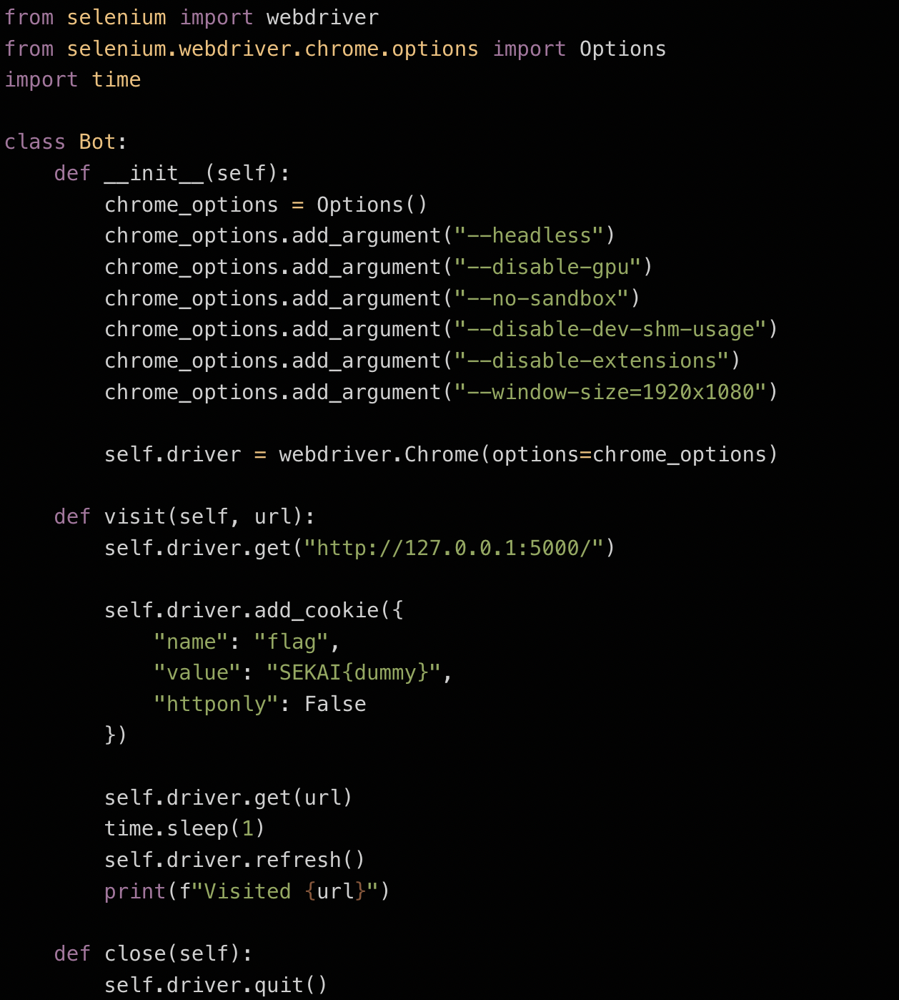 from selenium import webdriver
from selenium.webdriver.chrome.options import Options
import time

class Bot:
    def __init__(self):
        chrome_options = Options()
        chrome_options.add_argument("--headless")
        chrome_options.add_argument("--disable-gpu")
        chrome_options.add_argument("--no-sandbox")
        chrome_options.add_argument("--disable-dev-shm-usage")
        chrome_options.add_argument("--disable-extensions")
        chrome_options.add_argument("--window-size=1920x1080")

        self.driver = webdriver.Chrome(options=chrome_options)

    def visit(self, url):
        self.driver.get("http://127.0.0.1:5000/")

        self.driver.add_cookie({
            "name": "flag",
            "value": "SEKAI{dummy}",
            "httponly": False
        })

        self.driver.get(url)
        time.sleep(1)
        self.driver.refresh()
        print(f"Visited {url}")

    def close(self):
        self.driver.quit()